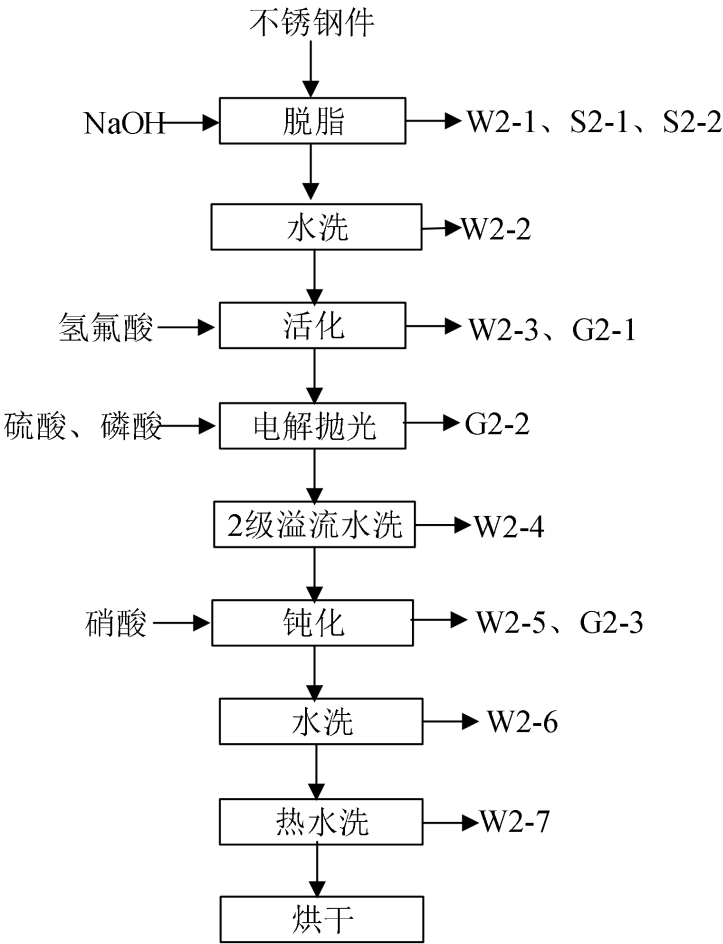 不锈钢件
NaOH 脱脂 W2-1、S2-1、S2-2
水洗 W2-2
氢氟酸 活化 W2-3、G2-1
硫酸、磷酸 电解抛光 G2-2
2级溢流水洗 W2-4
硝酸 钝化 W2-5、G2-3
水洗 W2-6
热水洗 W2-7
烘干